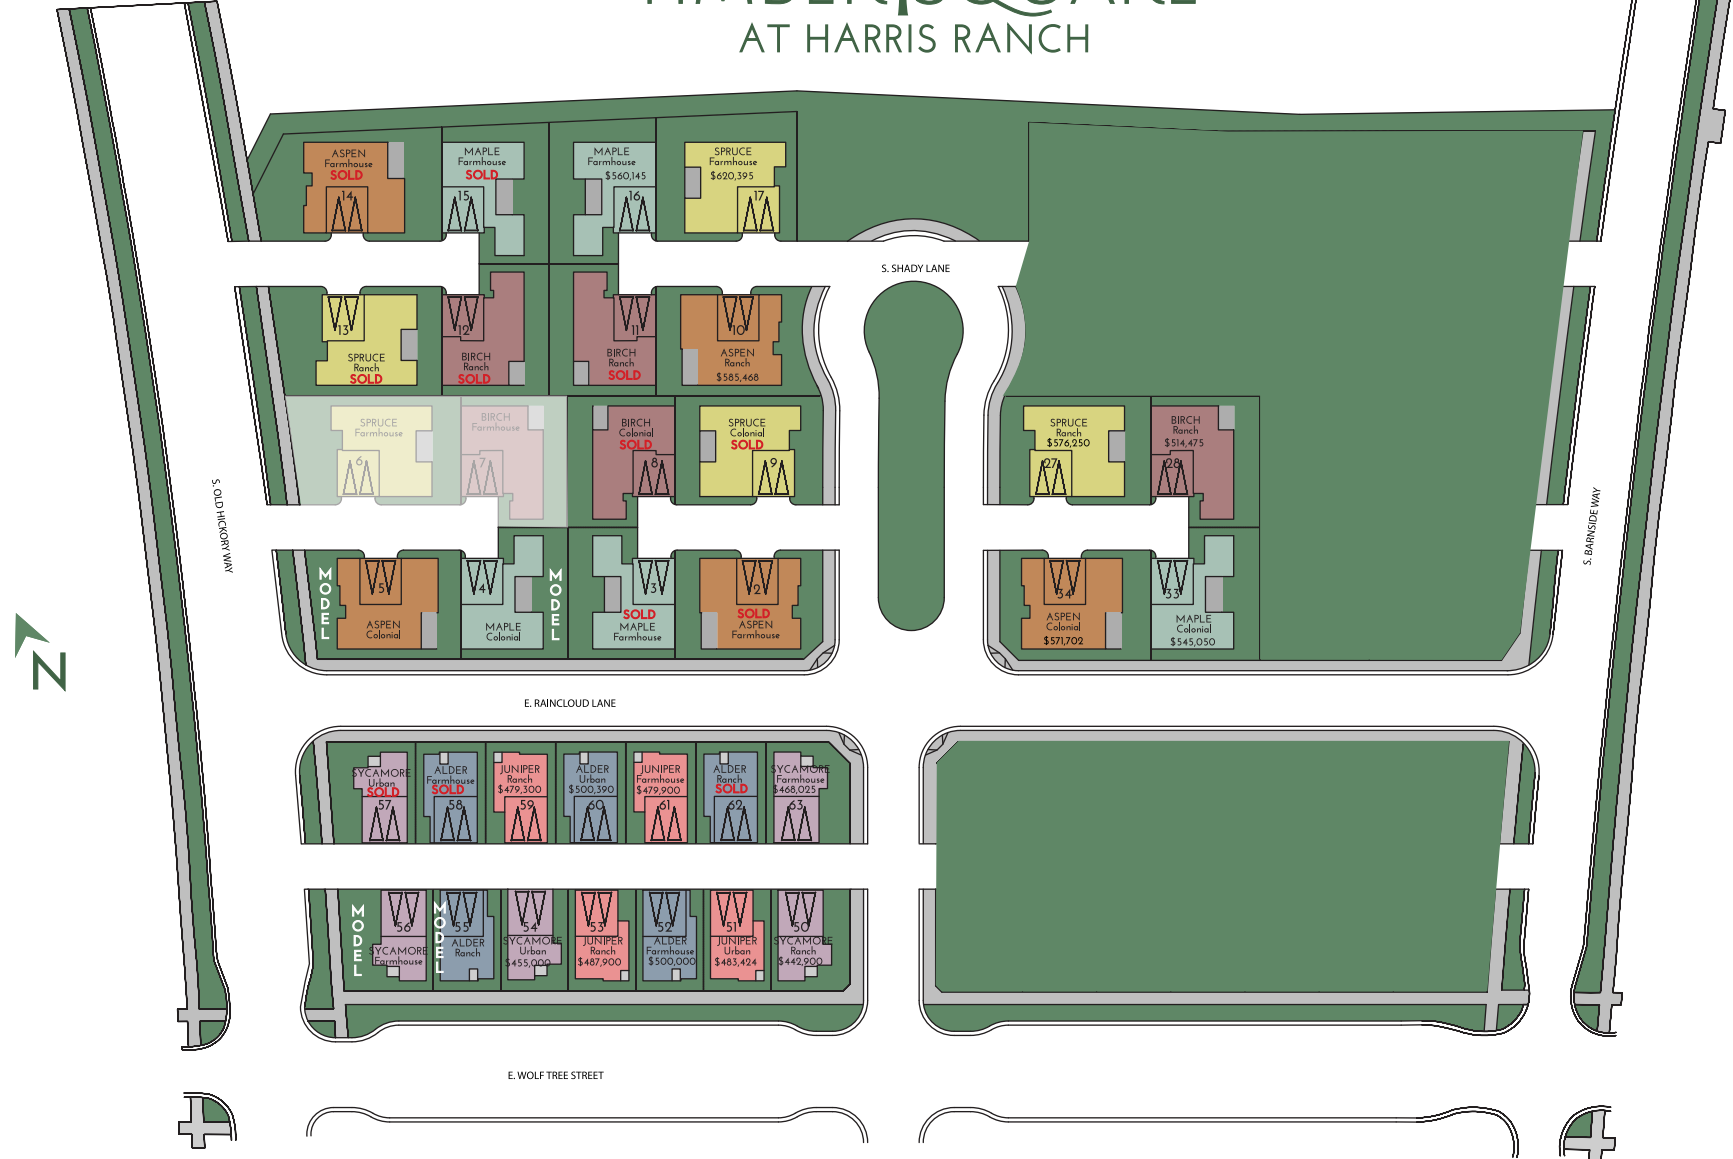 TIMBER SQUARE
AT HARRIS RANCH
ASPEN
Farmhouse
SOLD
14
MAPLE
Farmhouse
SOLD
15
MAPLE
Farmhouse
$560,145
16
SPRUCE
Farmhouse
$620,395
17
S. SHADY LANE
13
SPRUCE
Ranch
SOLD
12
BIRCH
Ranch
SOLD
11
BIRCH
Ranch
SOLD
10
ASPEN
Ranch
$585,468
SPRUCE
Farmhouse
6
BIRCH
Farmhouse
7
BIRCH
Colonial
SOLD
8
SPRUCE
Colonial
SOLD
9
SPRUCE
Ranch
$576,250
27
BIRCH
Ranch
$514,475
28
S. OLD HICKORY WAY
S. BARNSIDE WAY
MODEL
5
ASPEN
Colonial
4
MAPLE
Colonial
MODEL
3
SOLD
MAPLE
Farmhouse
2
SOLD
ASPEN
Farmhouse
34
ASPEN
Colonial
$571,702
33
MAPLE
Colonial
$545,050
N
E. RAINCLOUD LANE
SYCAMORE
Urban
SOLD
57
ALDER
Farmhouse
SOLD
58
JUNIPER
Ranch
$479,300
59
ALDER
Urban
$500,390
60
JUNIPER
Farmhouse
$479,900
61
ALDER
Ranch
SOLD
62
SYCAMORE
Farmhouse
$468,025
63
MODEL
56
SYCAMORE
Farmhouse
MODEL
55
ALDER
Ranch
54
SYCAMORE
Urban
$455,000
53
JUNIPER
Ranch
$487,900
52
ALDER
Farmhouse
$500,000
51
JUNIPER
Urban
$483,424
50
SYCAMORE
Ranch
$442,900
E. WOLF TREE STREET